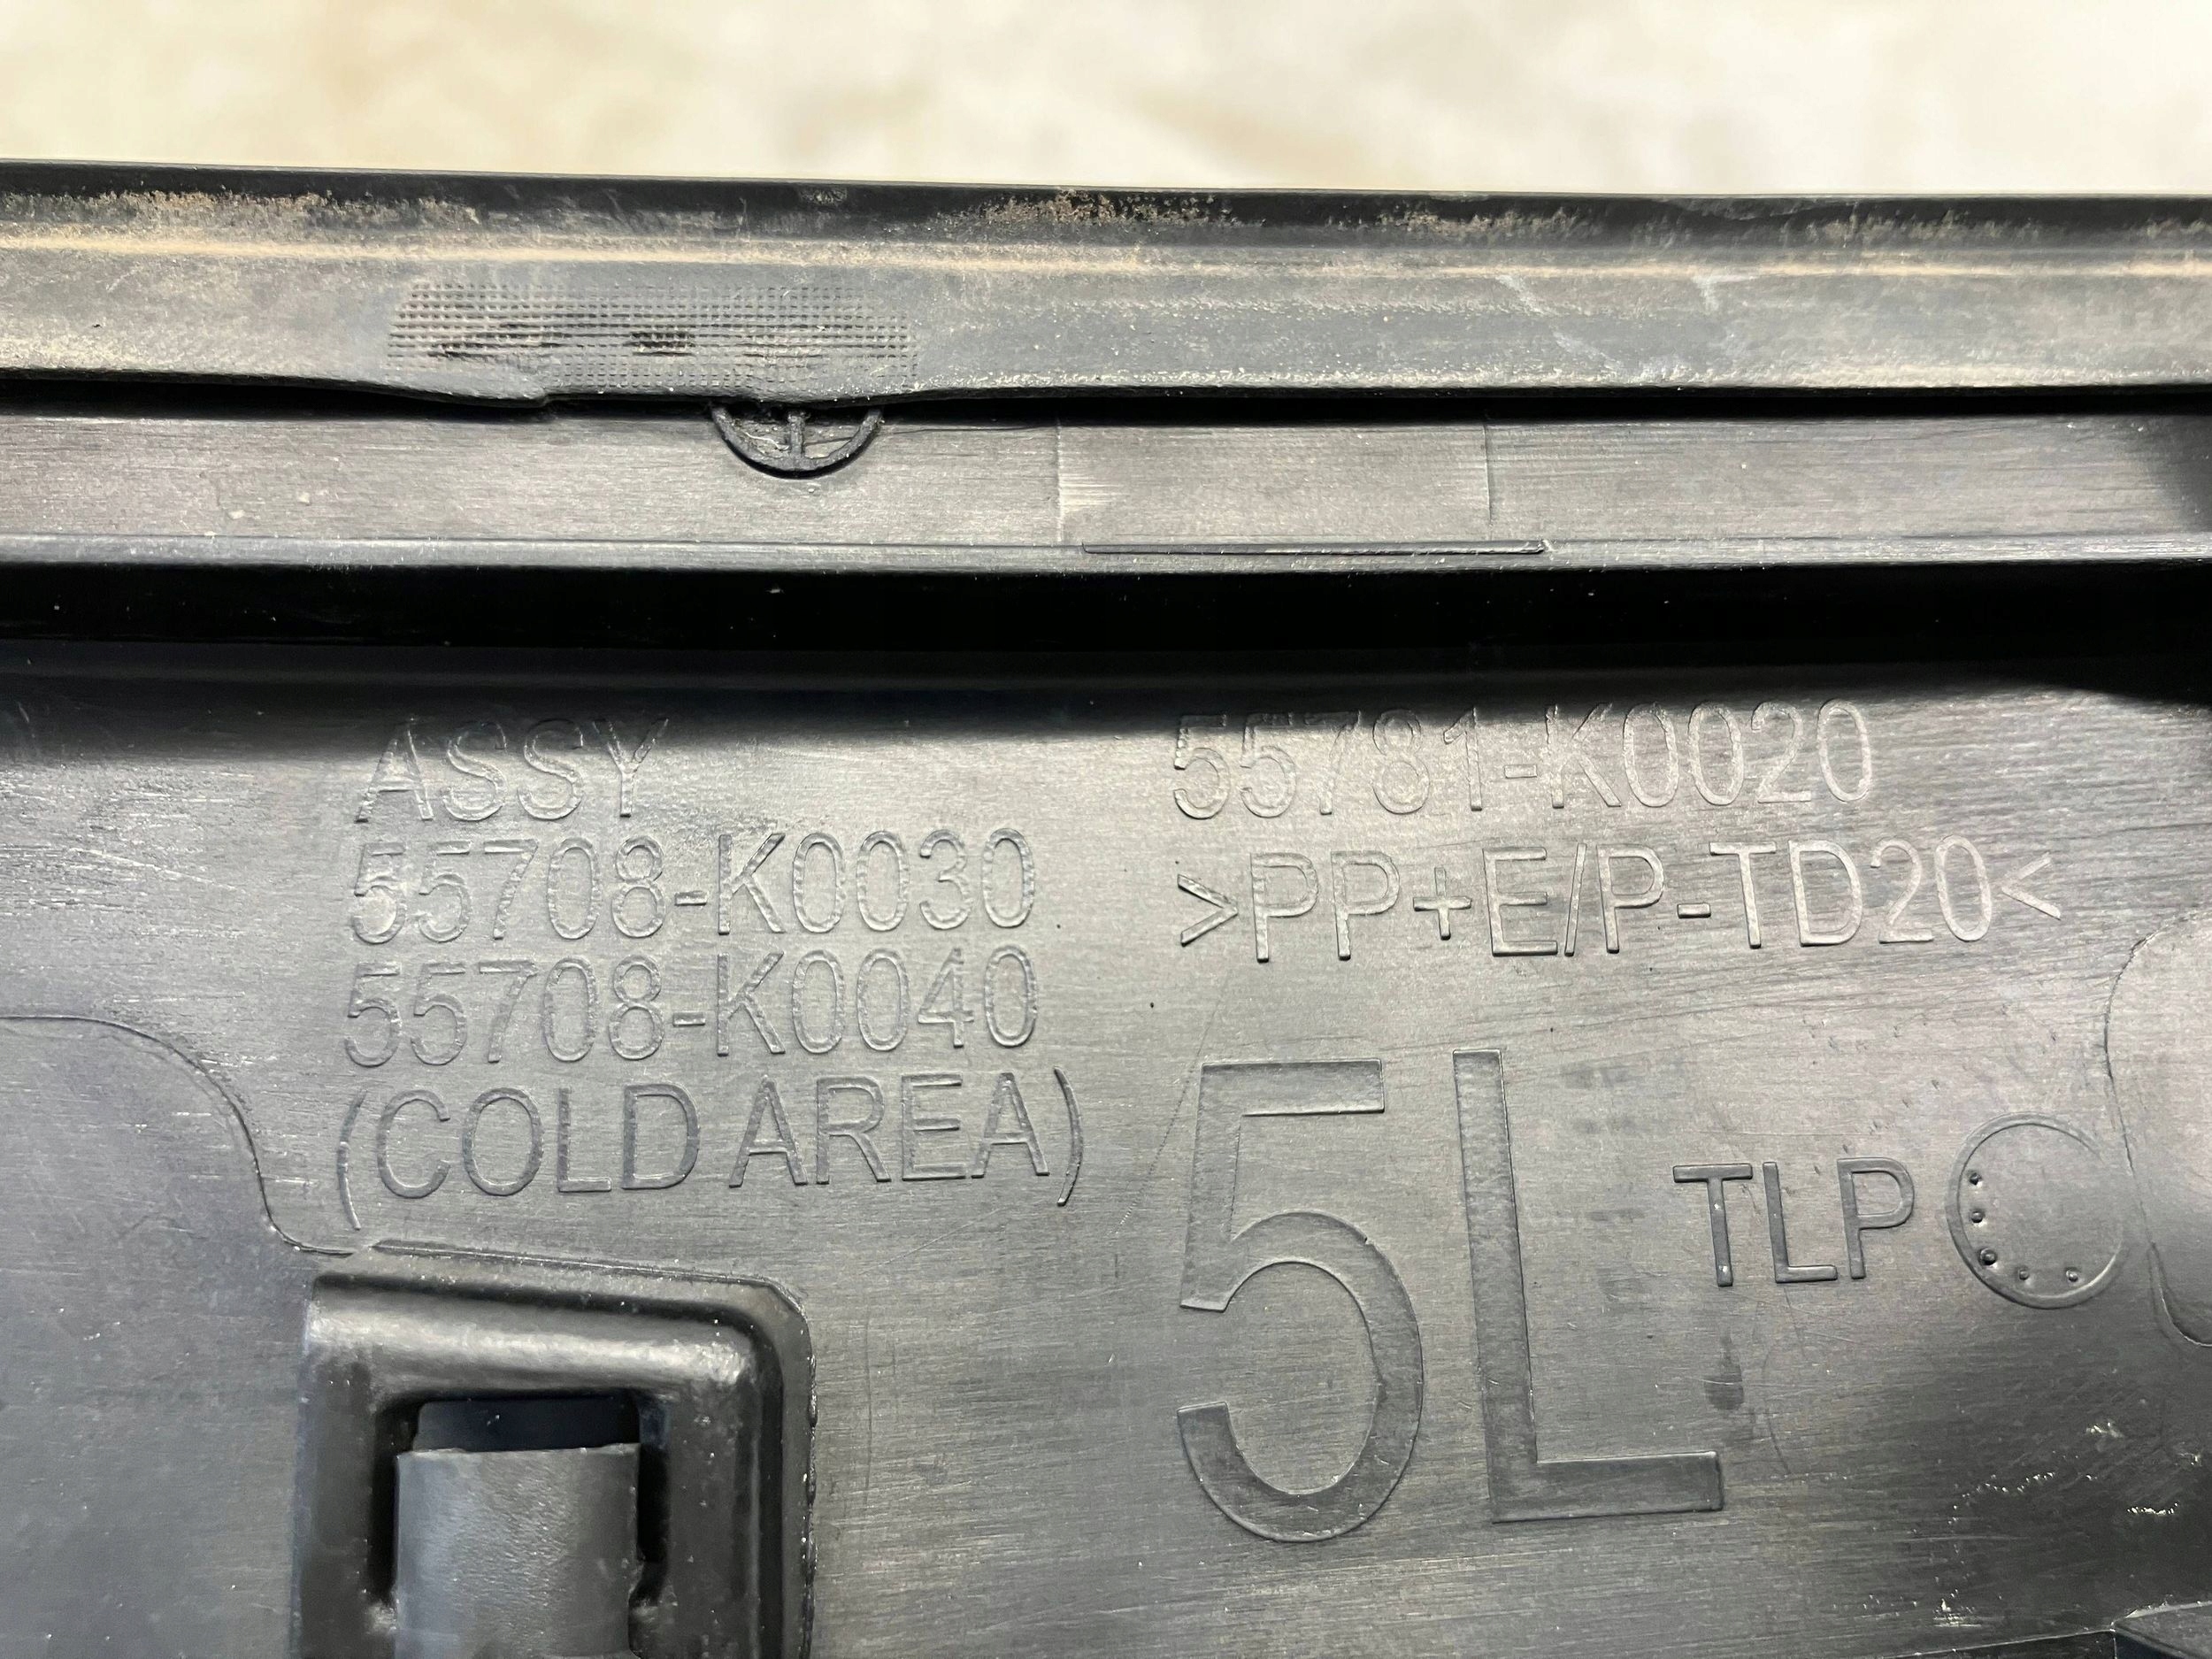 ASSY
55708-K0030
55708-K0040
(COLD AREA)
55781-K0020
>PP+E/P-TD20<
5L
TLP